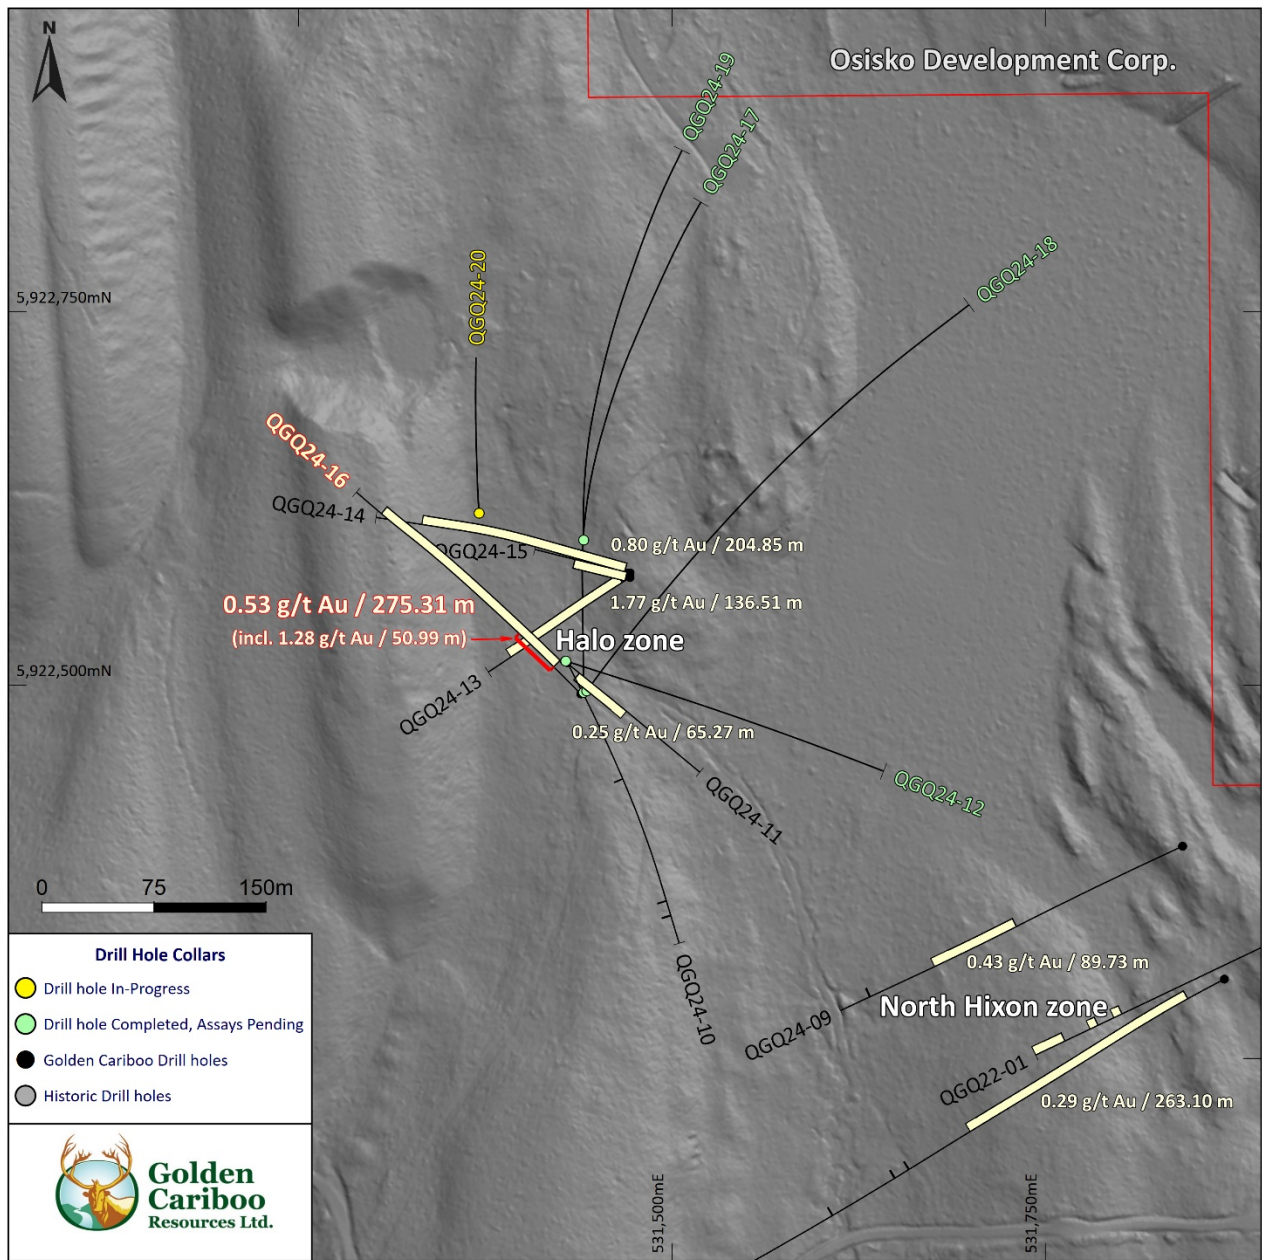 N
Osisko Development Corp.
QGQ24-19
QGQ24-17
QGQ24-18
QGQ24-20
5,922,750mN
QGQ24-16
QGQ24-14
QGQ24-15
0.80 g/t Au / 204.85 m
0.53 g/t Au / 275.31 m
1.77 g/t Au / 136.51 m
(incl. 1.28 g/t Au / 50.99 m)
Halo zone
5,922,500mN
QGQ24-13
0.25 g/t Au / 65.27 m
QGQ24-12
QGQ24-11
0 75 150m
QGQ24-10
0.43 g/t Au / 89.73 m
North Hixon zone
QGQ24-09
QGQ22-01
0.29 g/t Au / 263.10 m
531,500mE
531,750mE
Drill Hole Collars
Drill hole In-Progress
Drill hole Completed, Assays Pending
Golden Cariboo Drill holes
Historic Drill holes
Golden
Cariboo
Resources Ltd.